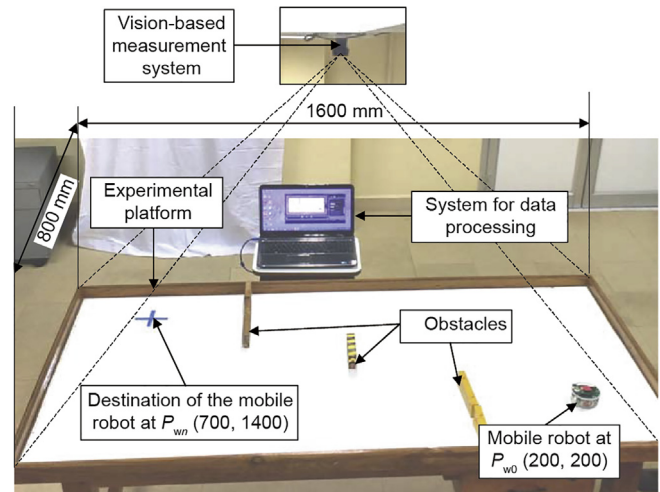 Vision-based
measurement
system
1600 mm
800 mm
Experimental
platform
System for data
processing
Obstacles
Destination of the mobile
robot at Pwn (700, 1400)
Mobile robot at
Pw0 (200, 200)